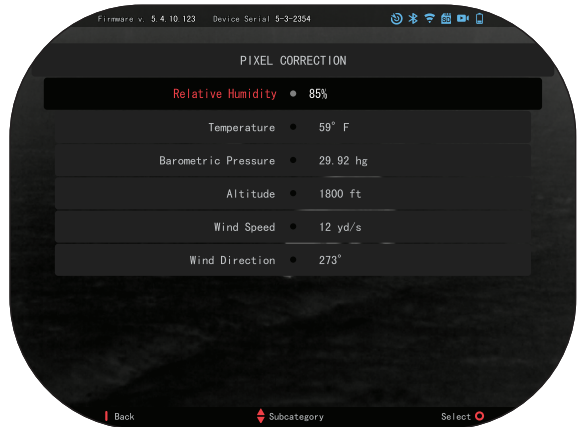 Firmware v. 5.4.10.123 Device Serial 5-3-2354
PIXEL CORRECTION
Relative Humidity 85%
Temperature 59° F
Barometric Pressure 29.92 hg
Altitude 1800 ft
Wind Speed 12 yd/s
Wind Direction 273°
Back Subcategory Select